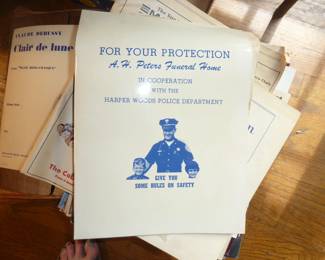 CLAUDE DEBUSSY
Clair de lune
FOR YOUR PROTECTION
A. H. Peters Funeral Home
IN COOPERATION
WITH THE
HARPER WOODS POLICE DEPARTMENT
GIVE YOU
SOME RULES ON SAFETY